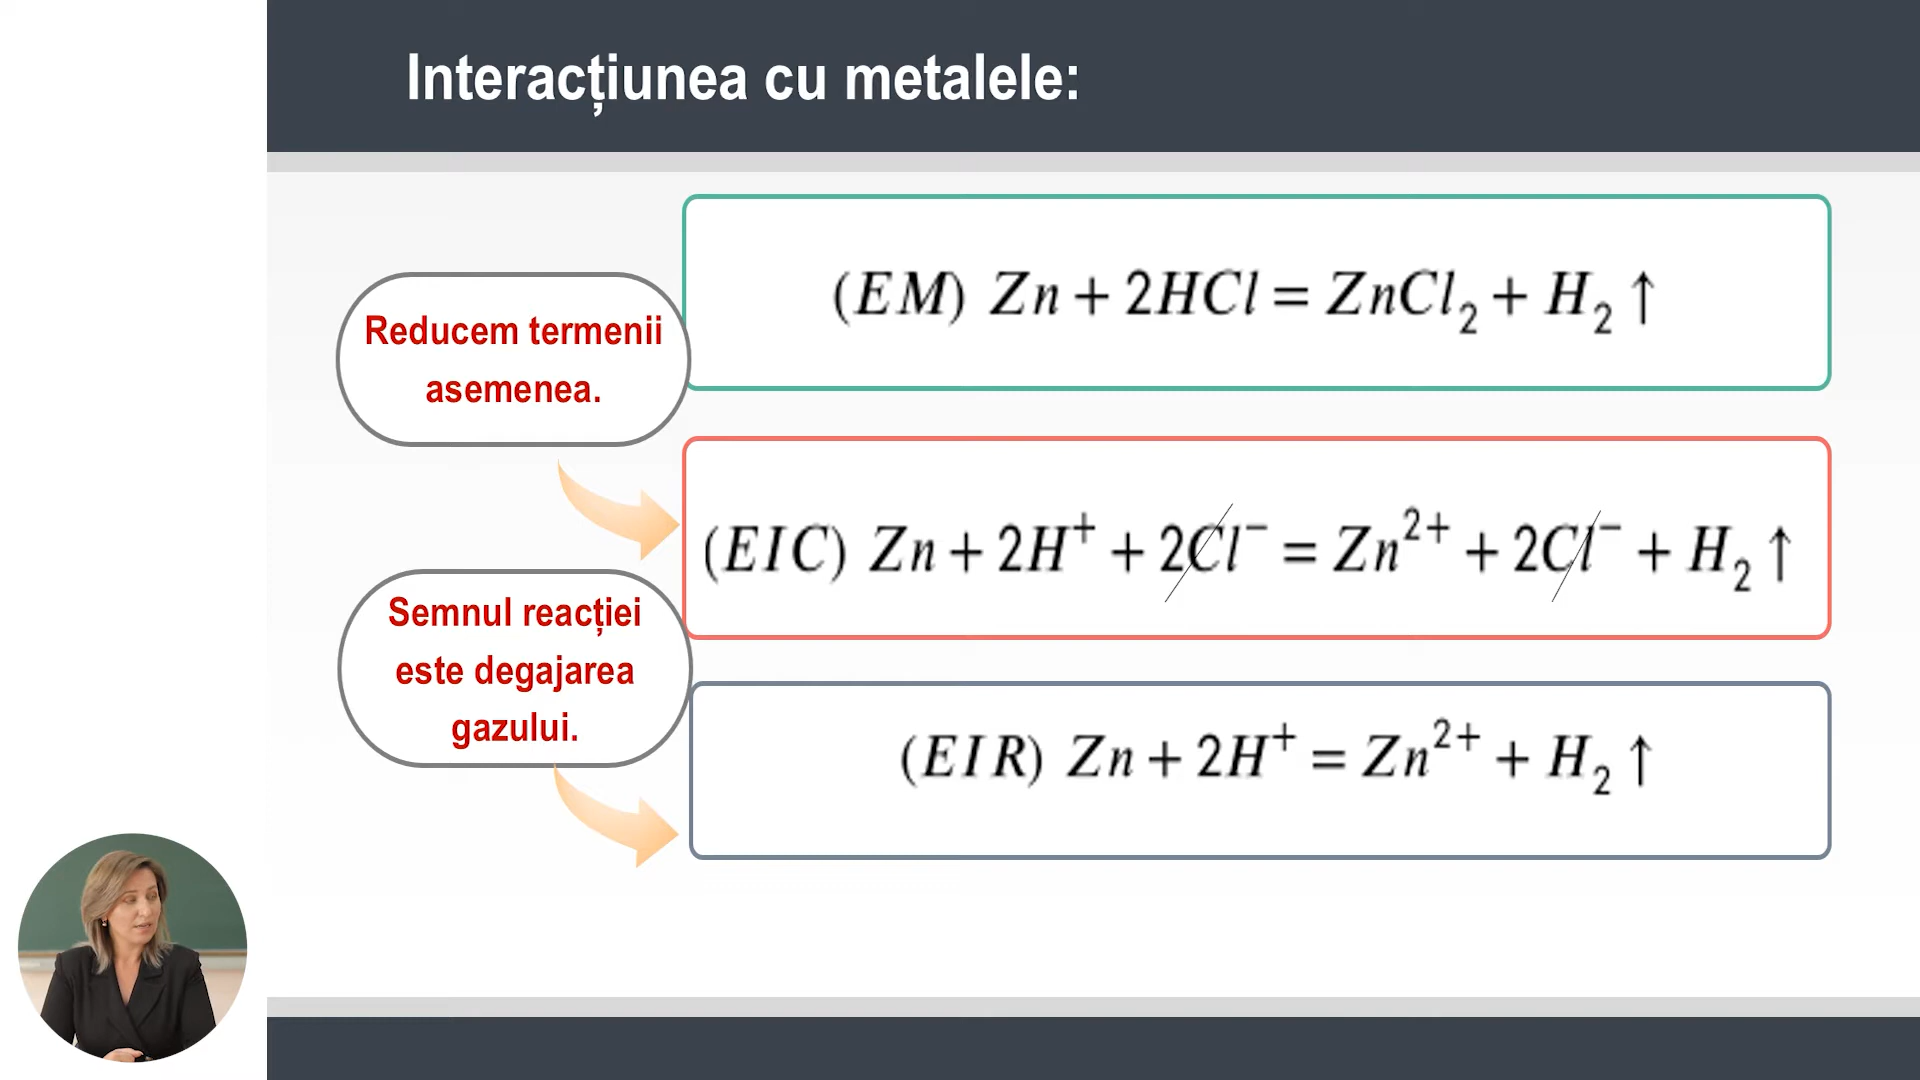 Interacțiunea cu metalele:
(EM) Zn + 2HCl = ZnCl₂ + H₂ ↑
Reducem termenii
asemenea.
(EIC) Zn + 2H⁺ + 2Cl⁻ = Zn²⁺ + 2Cl⁻ + H₂ ↑
Semnul reacției
este degajarea
gazului.
(EIR) Zn + 2H⁺ = Zn²⁺ + H₂ ↑